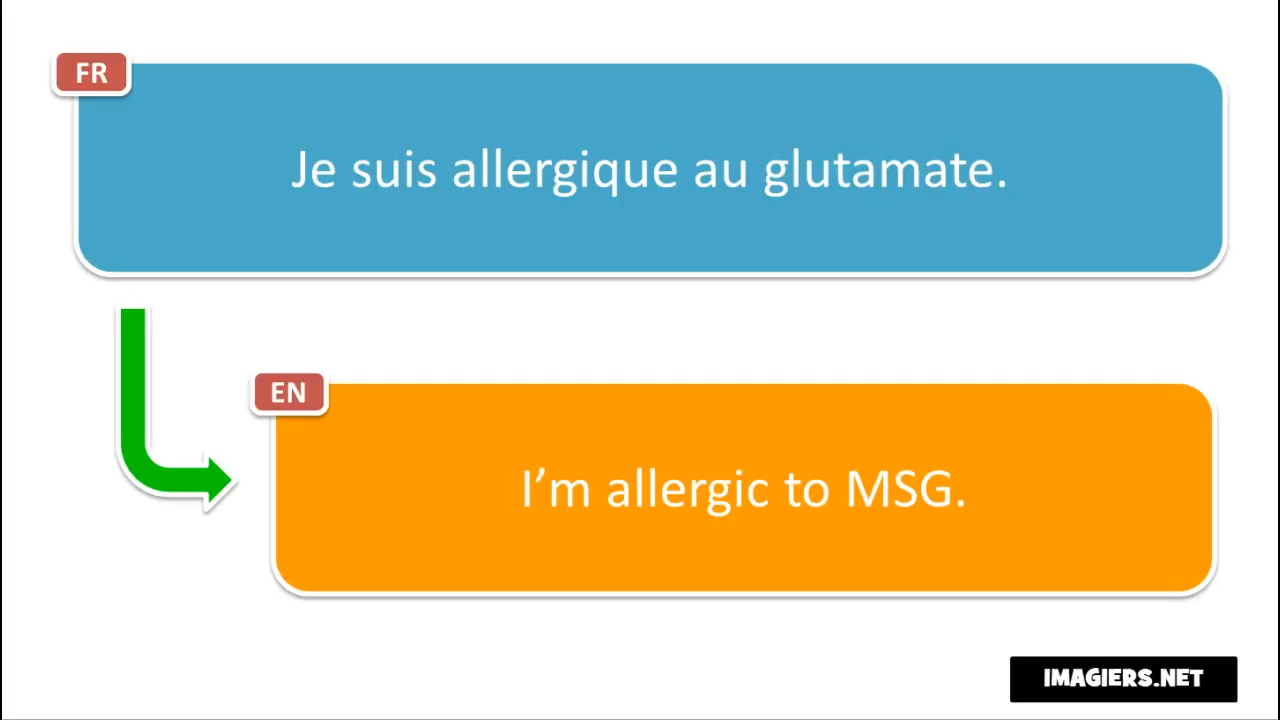 FR
Je suis allergique au glutamate.
EN
I’m allergic to MSG.
IMAGIERS.NET